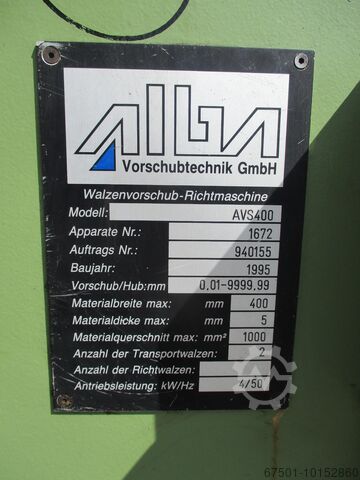 alba
Vorschubtechnik GmbH
Walzenvorschub-Richtmaschine
Modell: AVS400
Apparate Nr.: 1672
Auftrags Nr.: 940155
Baujahr: 1995
Vorschub/Hub:mm 0.01-9999.99
Materialbreite max: mm 400
Materialdicke max: mm 5
Materialquerschnitt max: mm² 1000
Anzahl der Transportwalzen: 2
Anzahl der Richtwalzen:
Antriebsleistung: kW/Hz 4/50
67501-10152860